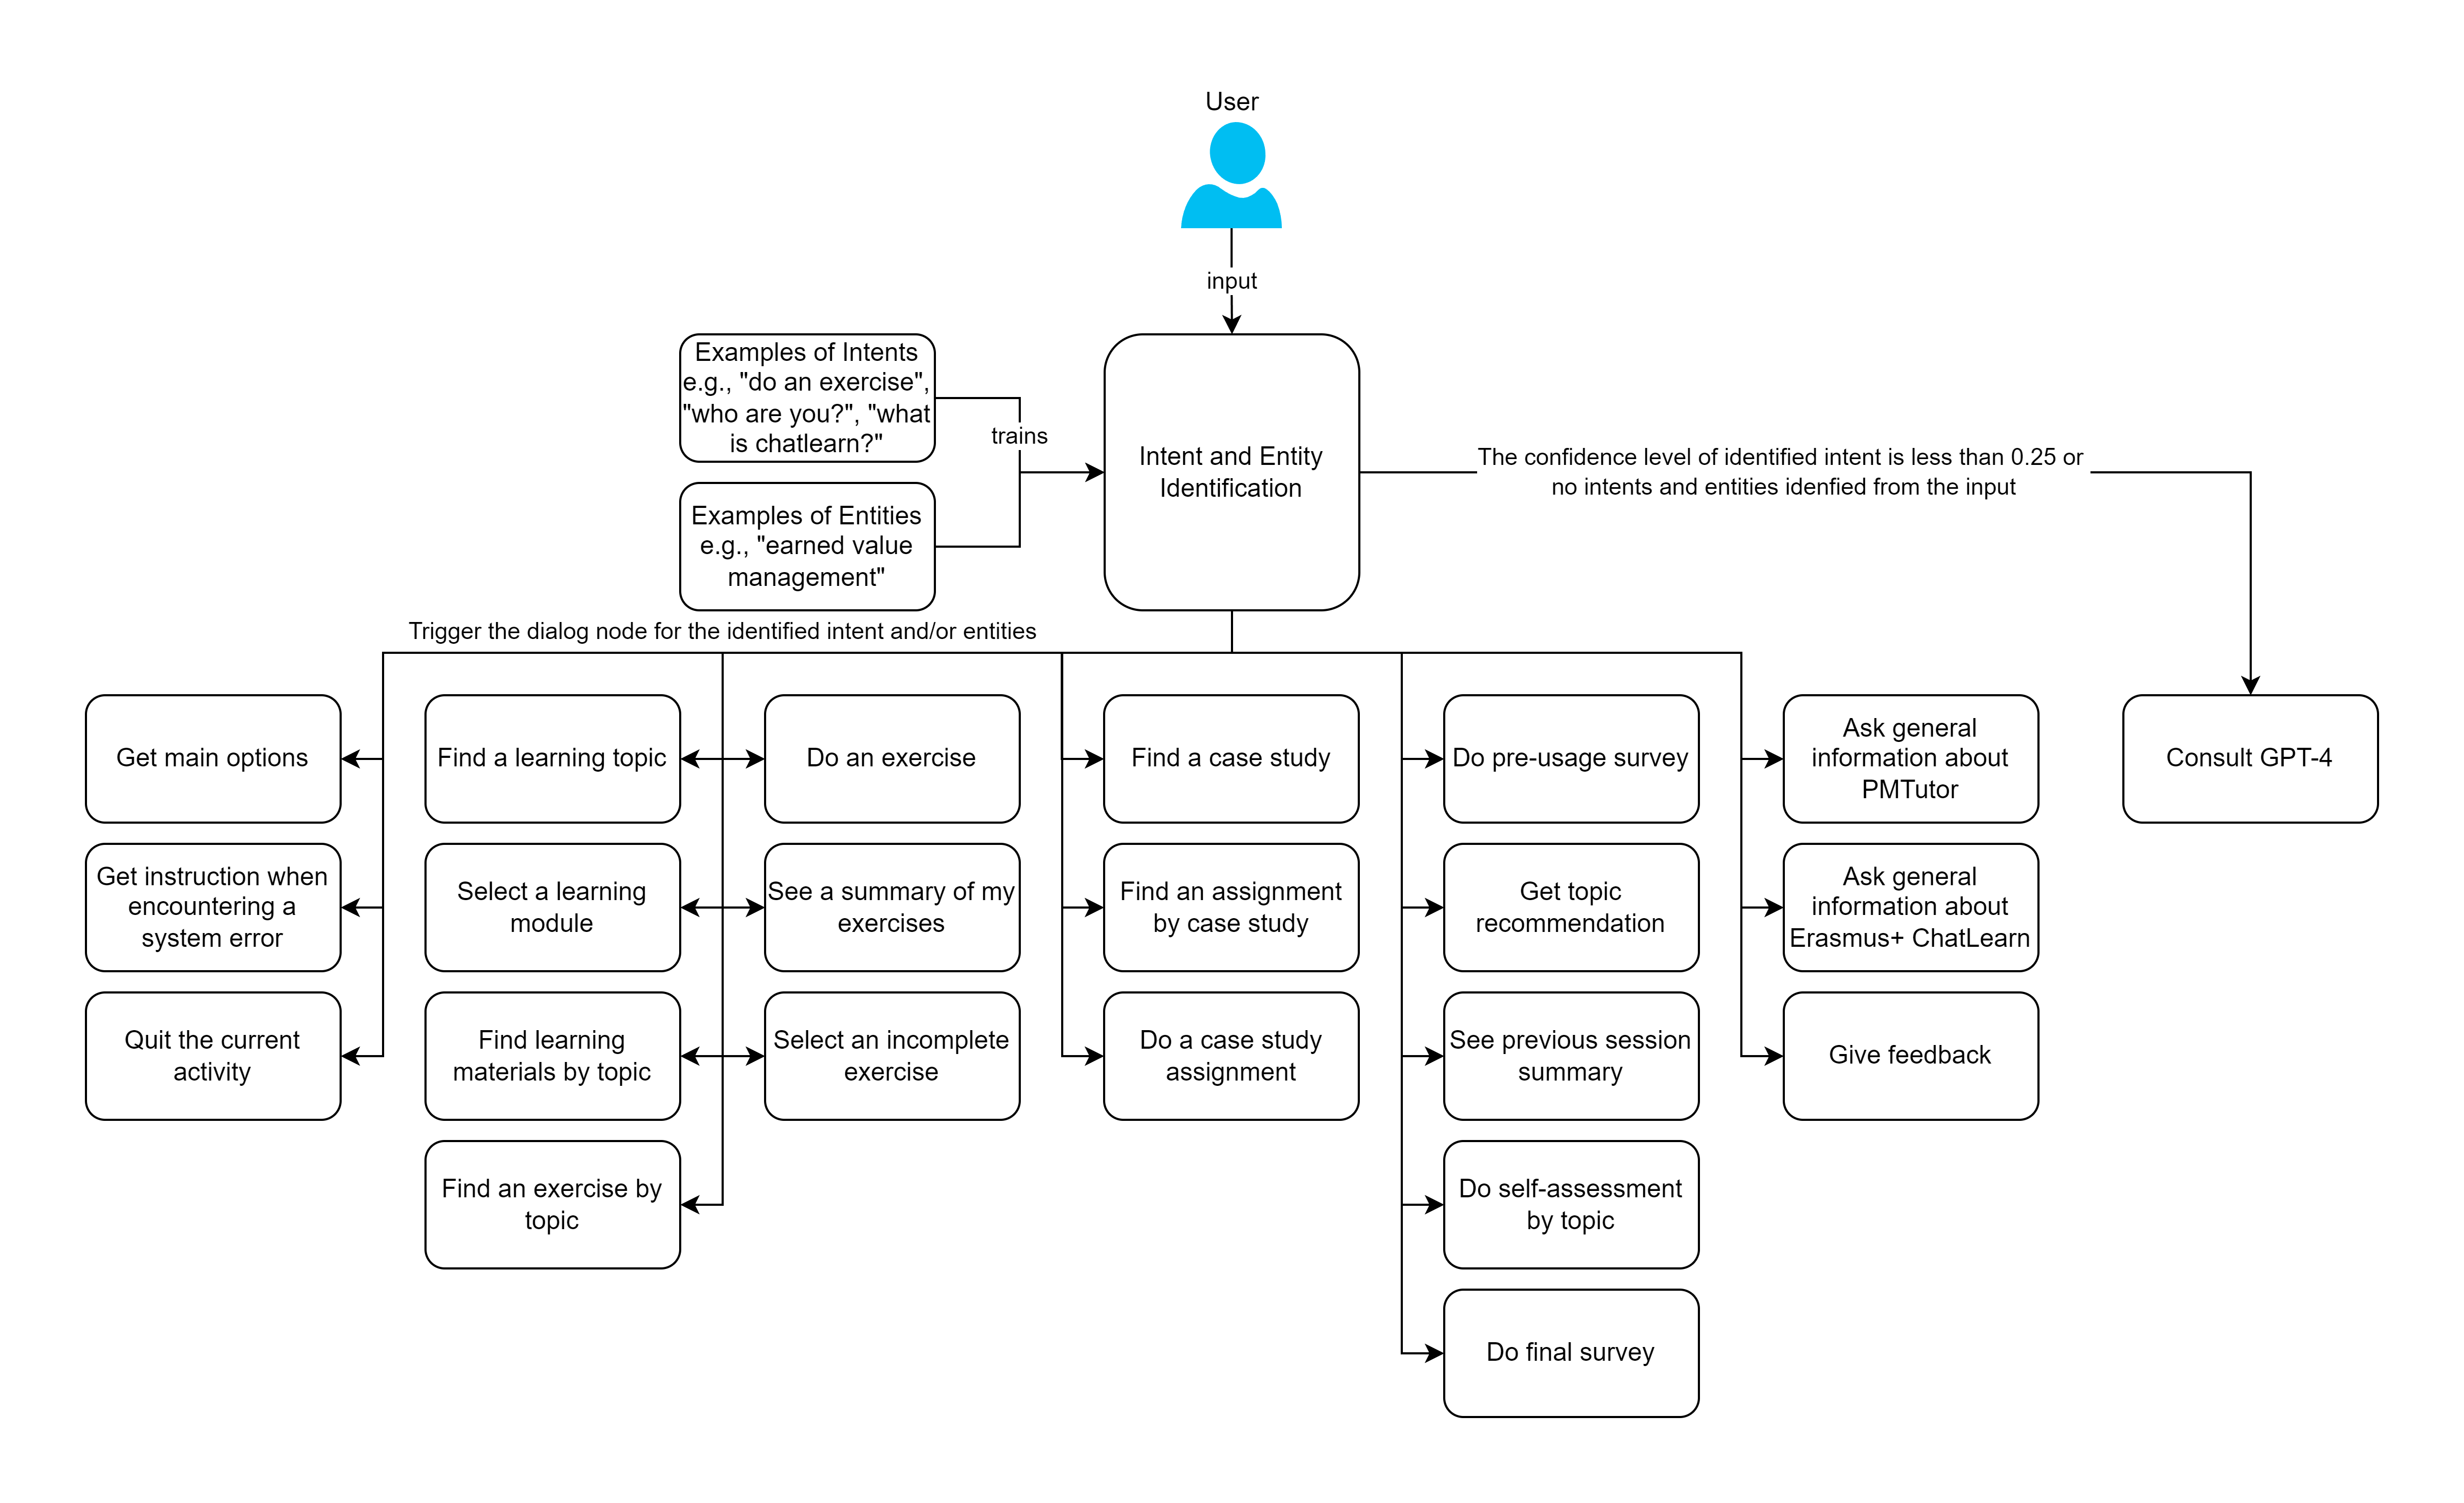 User
input
Examples of Intents
e.g., "do an exercise",
"who are you?", "what
is chatlearn?"
trains
Examples of Entities
e.g., "earned value
management"
Intent and Entity
Identification
The confidence level of identified intent is less than 0.25 or
no intents and entities idenfied from the input
Trigger the dialog node for the identified intent and/or entities
Get main options
Find a learning topic
Do an exercise
Find a case study
Do pre-usage survey
Ask general
information about
PMTutor
Consult GPT-4
Get instruction when
encountering a
system error
Select a learning
module
See a summary of my
exercises
Find an assignment
by case study
Get topic
recommendation
Ask general
information about
Erasmus+ ChatLearn
Quit the current
activity
Find learning
materials by topic
Select an incomplete
exercise
Do a case study
assignment
See previous session
summary
Give feedback
Find an exercise by
topic
Do self-assessment
by topic
Do final survey